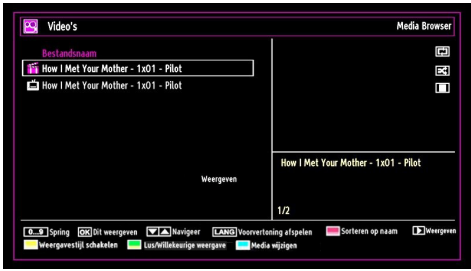 Video's
Media Browser
Bestandsnaam
How I Met Your Mother - 1x01 - Pilot
How I Met Your Mother - 1x01 - Pilot
Weergeven
How I Met Your Mother - 1x01 - Pilot
1/2
0...9 Spring OK Dit weergeven Navigeer LANG Voorvertoning afspelen Sorteren op naam Weergeven
Weergavestijl schakelen Lus/Willekeurige weergave Media wijzigen